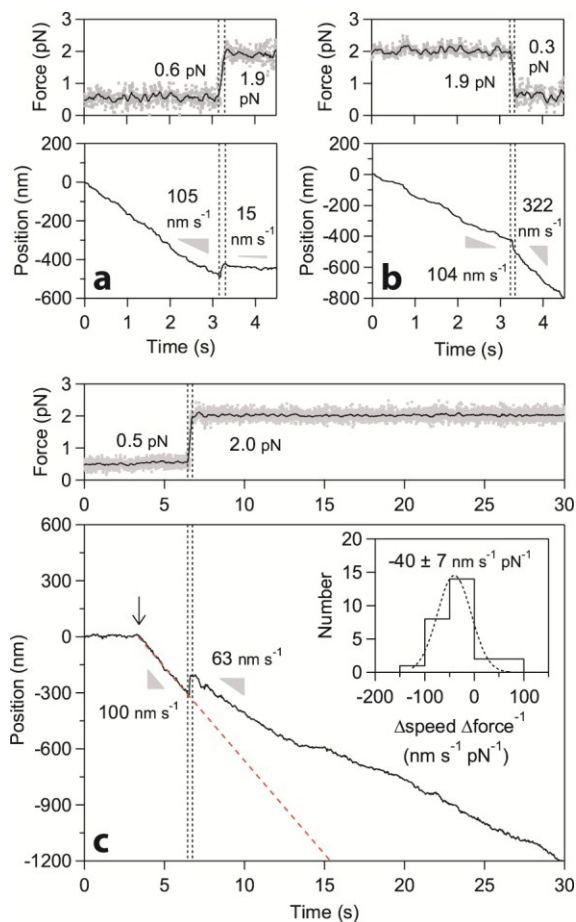 Force (pN)
3
2
1
0
0.6 pN
1.9
pN
Position (nm)
200
0
-200
-400
-600
105
nm s⁻¹
15
nm s⁻¹
a
0 1 2 3 4
Time (s)
Force (pN)
3
2
1
0
1.9 pN
0.3
pN
Position (nm)
200
0
-200
-400
-600
-800
322
nm s⁻¹
104 nm s⁻¹
b
0 1 2 3 4
Time (s)
Force (pN)
3
2
1
0
0.5 pN
2.0 pN
0 5 10 15 20 25 30
Position (nm)
600
300
0
-300
-600
-900
-1200
100 nm s⁻¹
63 nm s⁻¹
c
Number
20
15
10
5
0
-40 ± 7 nm s⁻¹ pN⁻¹
-200 -100 0 100
Δspeed Δforce⁻¹
(nm s⁻¹ pN⁻¹)
0 5 10 15 20 25 30
Time (s)